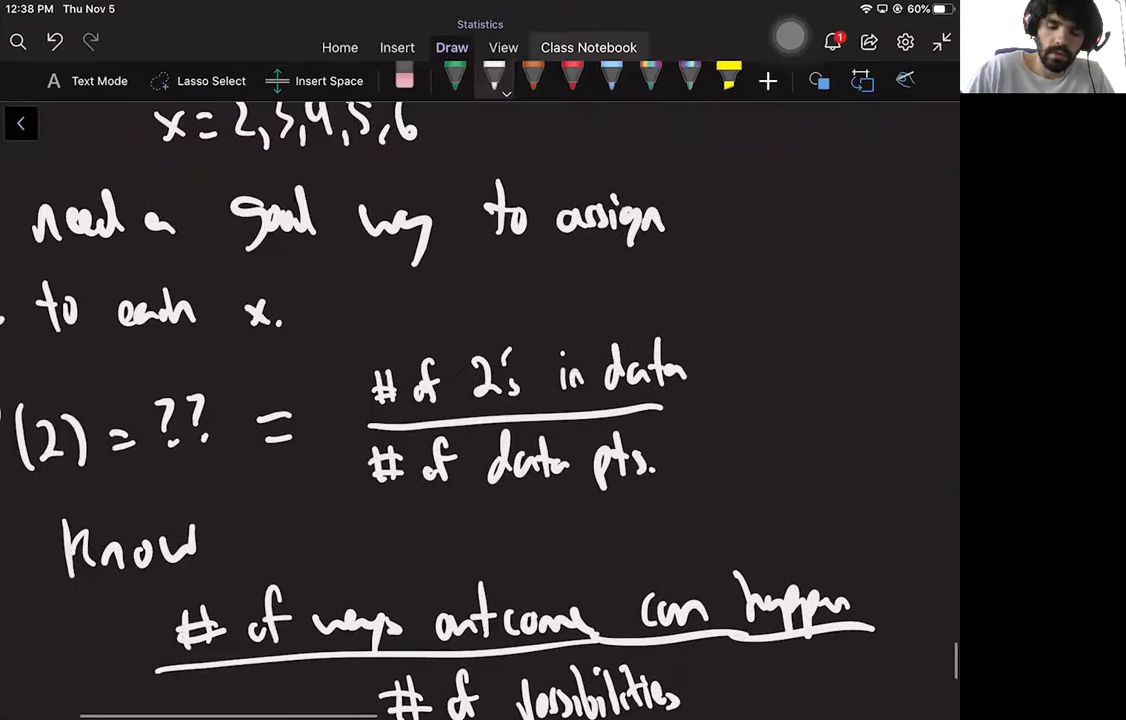 12:38 PM Thu Nov 5
60%
Statistics
Home Insert Draw View Class Notebook
1
A Text Mode Lasso Select Insert Space
x = 2,3,4,5,6
need a good way to assign
to each x.
# of 2's in data
(2) = ?? =
# of data pts.
Know
# of ways outcome can happen
# of possibilities